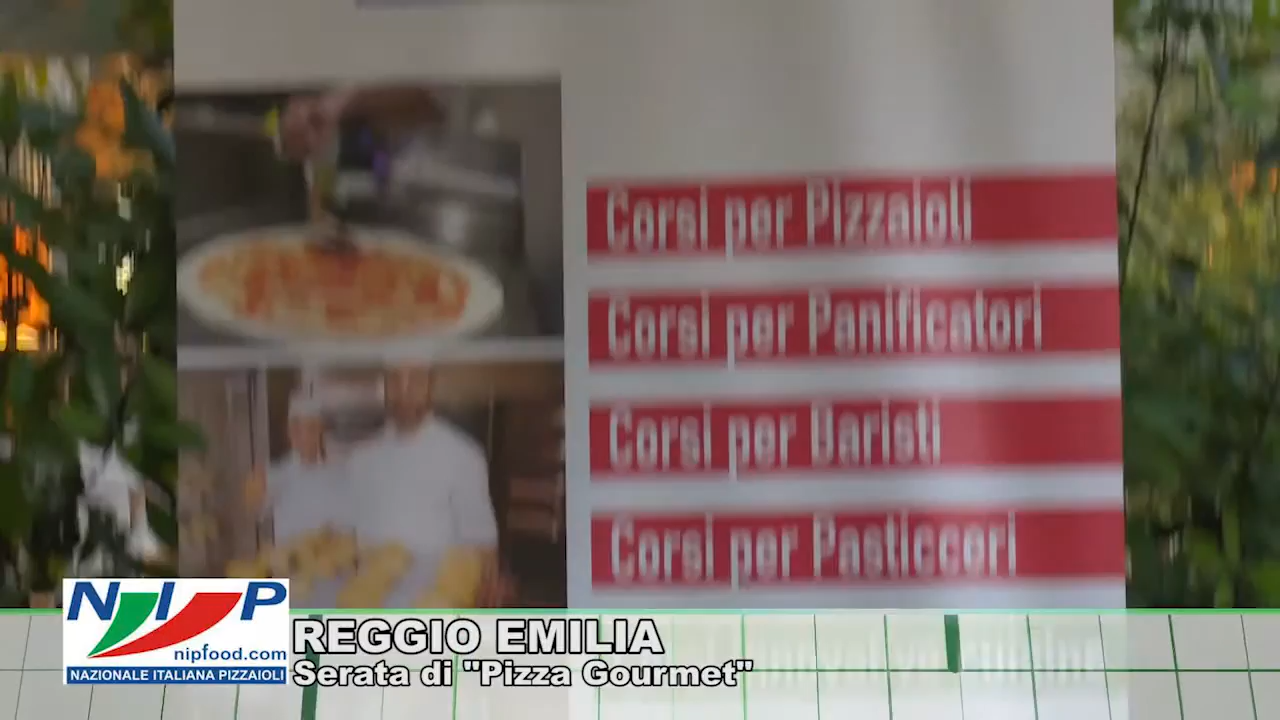 Corsi per Pizzaioli
Corsi per Panificatori
Corsi per Baristi
Corsi per Pasticceri
NIP
nipfood.com
NAZIONALE ITALIANA PIZZAIOLI
REGGIO EMILIA
Serata di "Pizza Gourmet"